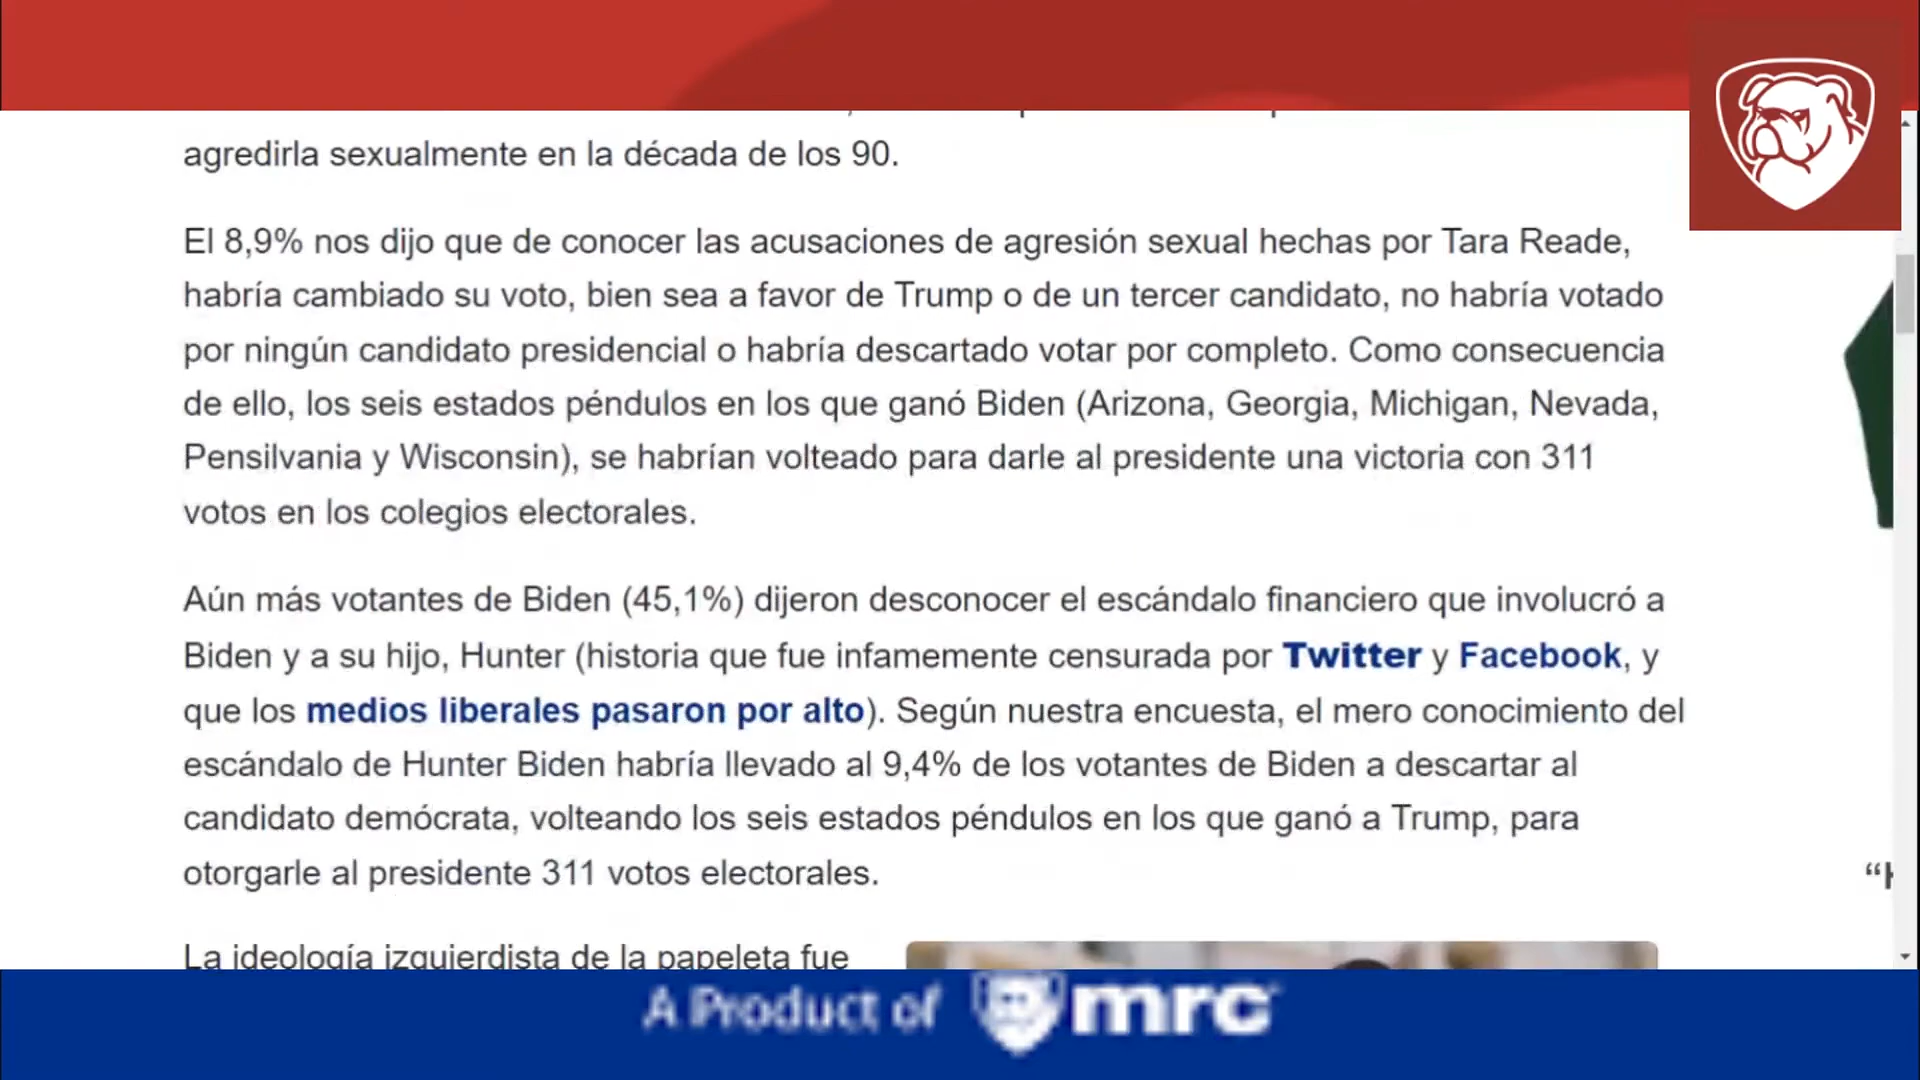 agredirla sexualmente en la década de los 90.
El 8,9% nos dijo que de conocer las acusaciones de agresión sexual hechas por Tara Reade,
habría cambiado su voto, bien sea a favor de Trump o de un tercer candidato, no habría votado
por ningún candidato presidencial o habría descartado votar por completo. Como consecuencia
de ello, los seis estados péndulos en los que ganó Biden (Arizona, Georgia, Michigan, Nevada,
Pensilvania y Wisconsin), se habrían volteado para darle al presidente una victoria con 311
votos en los colegios electorales.
Aún más votantes de Biden (45,1%) dijeron desconocer el escándalo financiero que involucró a
Biden y a su hijo, Hunter (historia que fue infamemente censurada por Twitter y Facebook, y
que los medios liberales pasaron por alto). Según nuestra encuesta, el mero conocimiento del
escándalo de Hunter Biden habría llevado al 9,4% de los votantes de Biden a descartar al
candidato demócrata, volteando los seis estados péndulos en los que ganó a Trump, para
otorgarle al presidente 311 votos electorales.
La ideología izquierdista de la papeleta fue
A Product of mrc